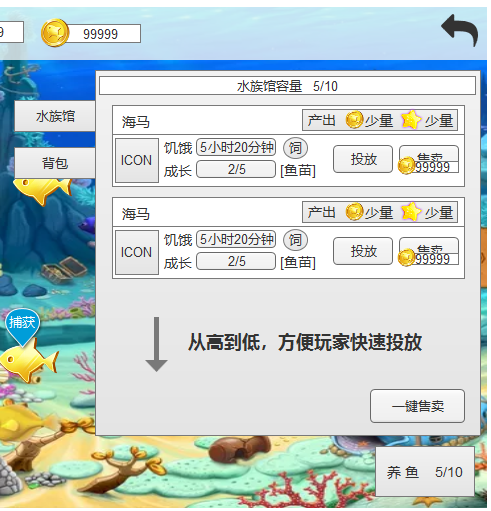 9 99999
水族馆容量 5/10
水族馆
背包
海马 产出 少量 少量
ICON
饥饿 5小时20分钟 饲
成长 2/5 [鱼苗]
投放
售卖
99999
海马 产出 少量 少量
ICON
饥饿 5小时20分钟 饲
成长 2/5 [鱼苗]
投放
售卖
99999
捕获
从高到低，方便玩家快速投放
一键售卖
养 鱼 5/10